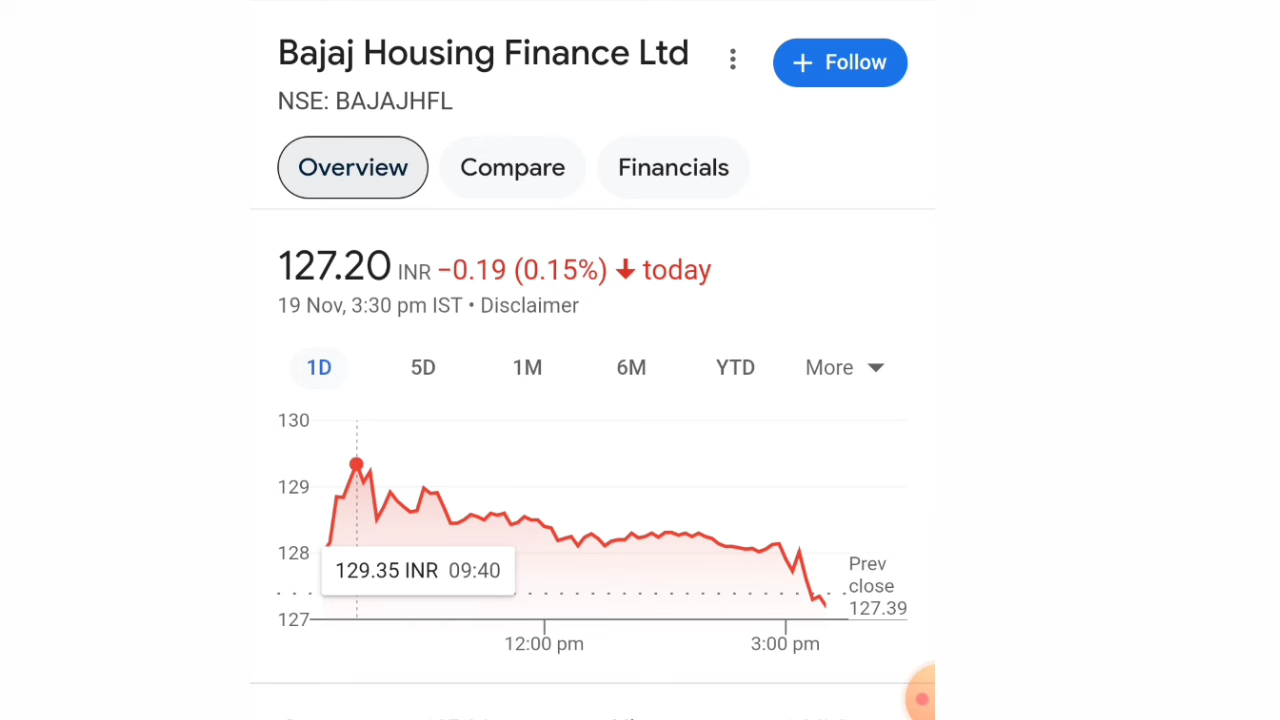 Bajaj Housing Finance Ltd
+ Follow
NSE: BAJAJHFL
Overview Compare Financials
127.20 INR −0.19 (0.15%) ↓ today
19 Nov, 3:30 pm IST • Disclaimer
1D 5D 1M 6M YTD More
130
129
128
127
129.35 INR 09:40
Prev
close
127.39
12:00 pm 3:00 pm